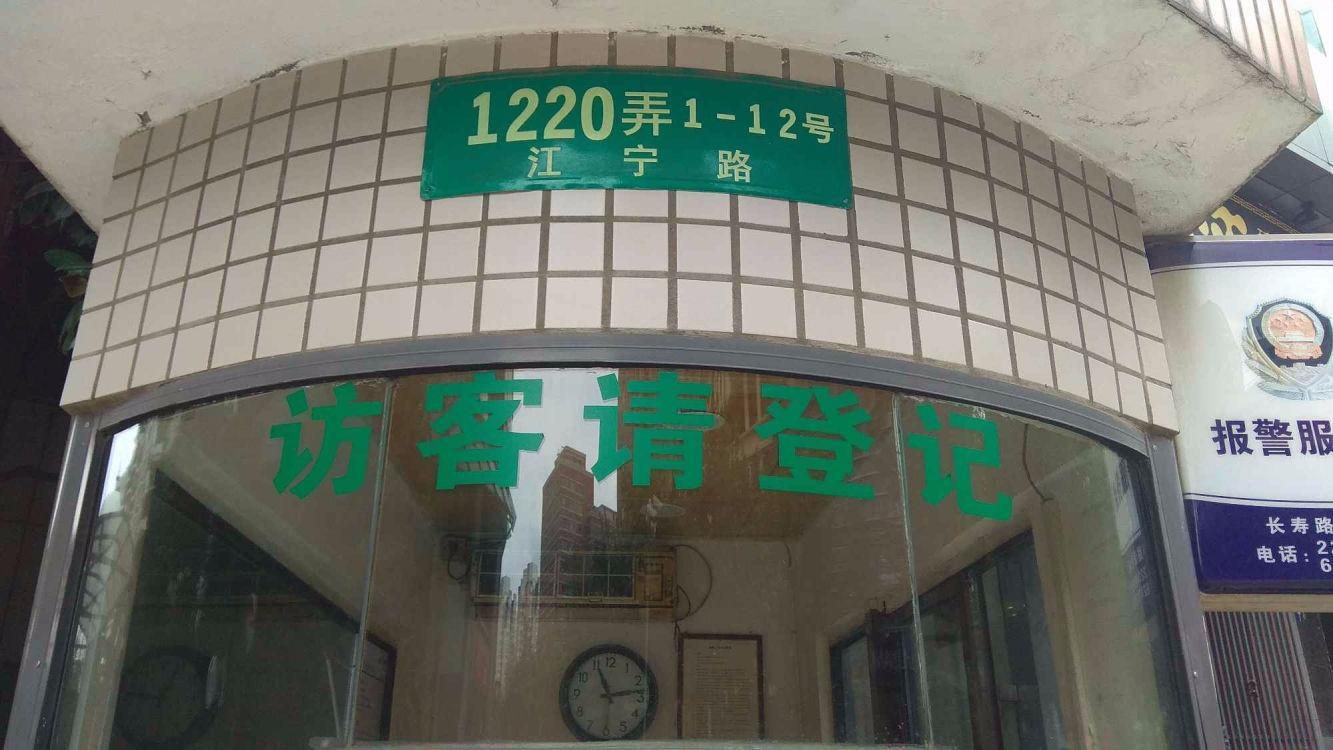 1220弄1-12号
江宁路
访客请登记
报警服
长寿路
电话: